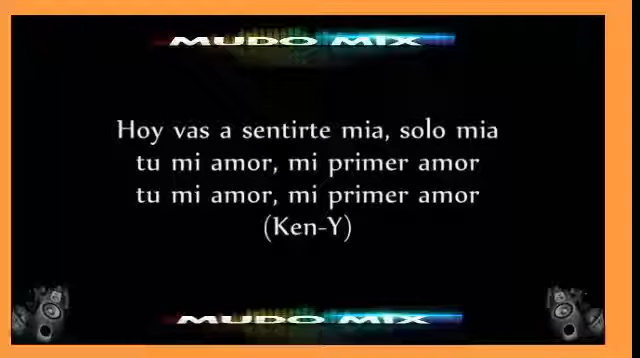 MUDO MIX
Hoy vas a sentirte mia, solo mia
tu mi amor, mi primer amor
tu mi amor, mi primer amor
(Ken-Y)
MUDO MIX